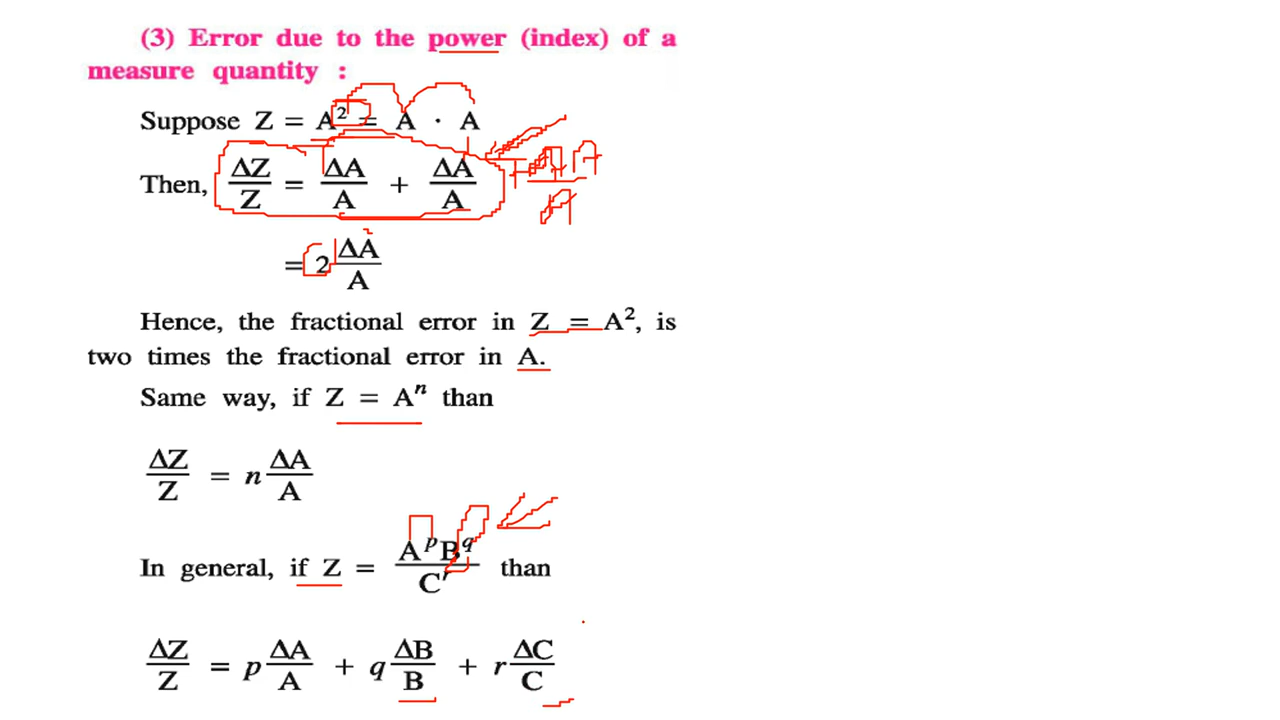 (3) Error due to the power (index) of a
measure quantity :
Suppose Z = A² = A · A
Then, ΔZ/Z = ΔA/A + ΔA/A
= 2 ΔA/A
Hence, the fractional error in Z = A², is
two times the fractional error in A.
Same way, if Z = Aⁿ than
ΔZ/Z = n ΔA/A
In general, if Z = A^p B^q / C^r than
ΔZ/Z = p ΔA/A + q ΔB/B + r ΔC/C